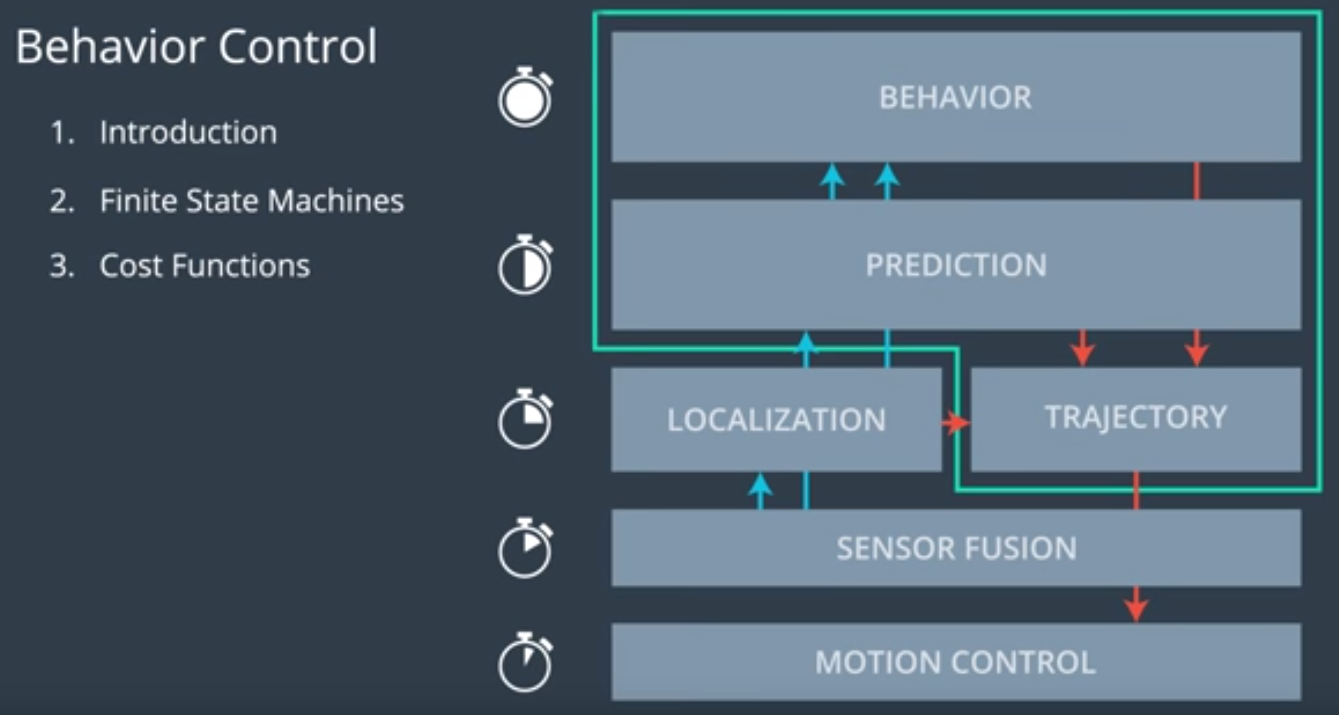 Behavior Control
1. Introduction
2. Finite State Machines
3. Cost Functions
BEHAVIOR
PREDICTION
LOCALIZATION
TRAJECTORY
SENSOR FUSION
MOTION CONTROL